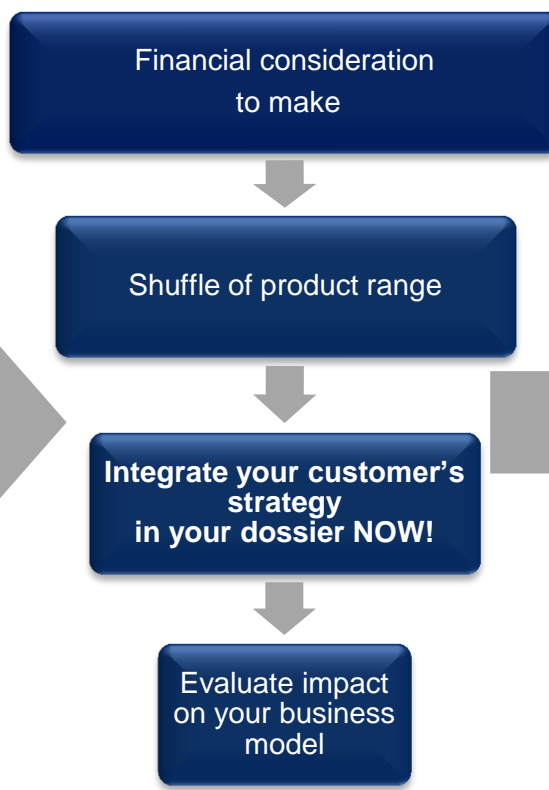 Financial consideration
to make
Shuffle of product range
Integrate your customer’s
strategy
in your dossier NOW!
Evaluate impact
on your business
model